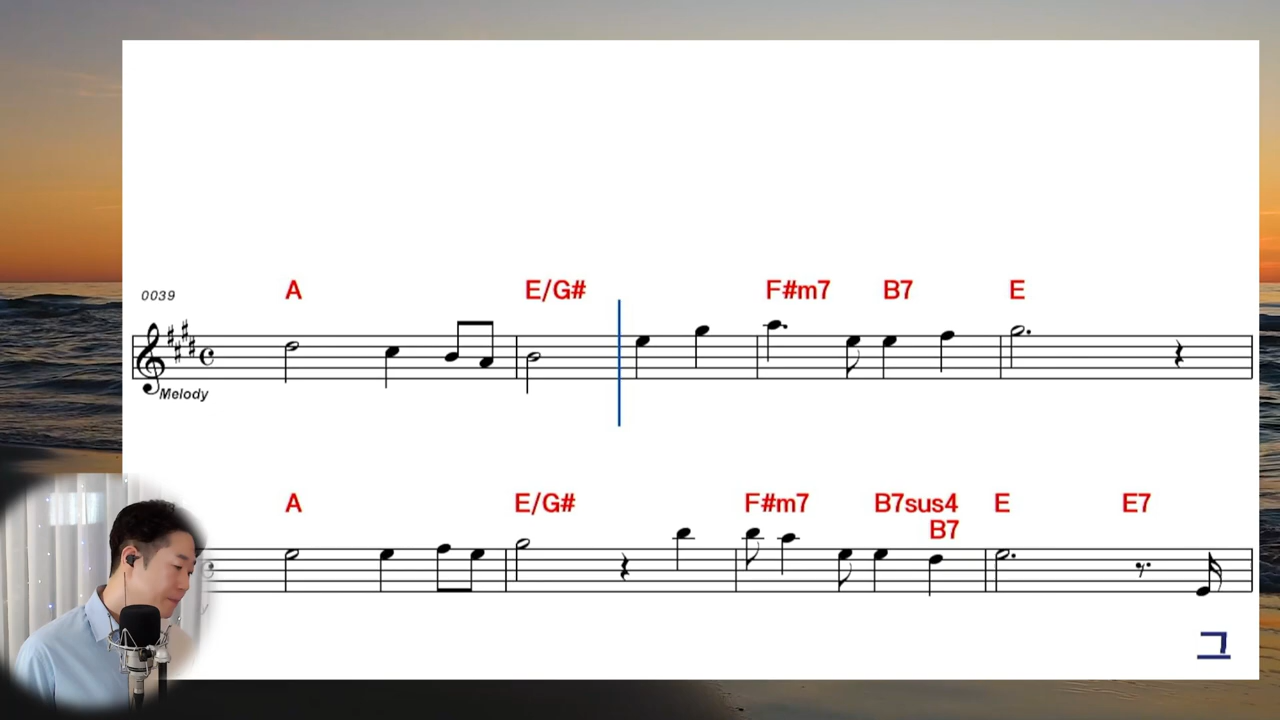 A E/G# F#m7 B7 E
0039
Melody
A E/G# F#m7 B7sus4 E E7
B7
그